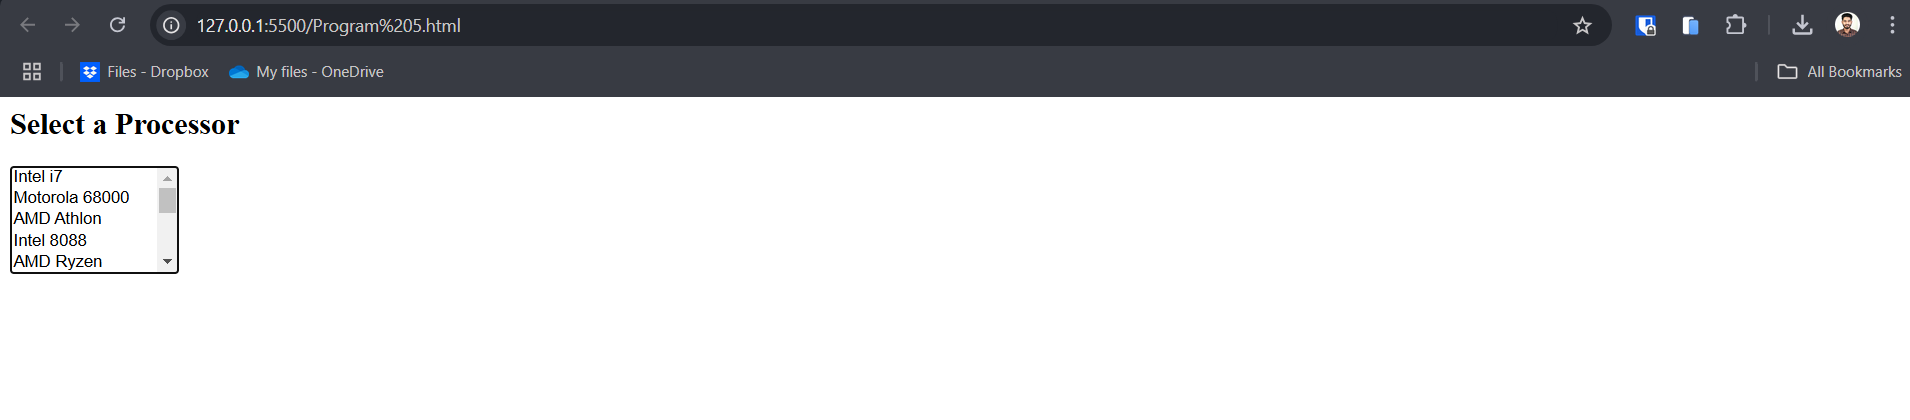 127.0.0.1:5500/Program%205.html
Files - Dropbox
My files - OneDrive
All Bookmarks
Select a Processor
Intel i7
Motorola 68000
AMD Athlon
Intel 8088
AMD Ryzen